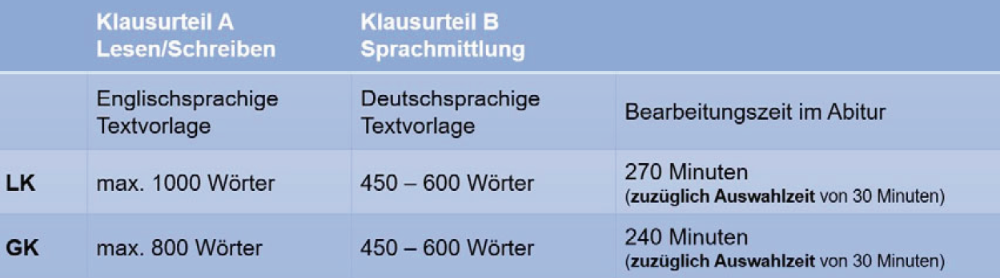 Klausurteil A
Lesen/Schreiben
Klausurteil B
Sprachmittlung
Englischsprachige
Textvorlage
Deutschsprachige
Textvorlage
Bearbeitungszeit im Abitur
LK
max. 1000 Wörter
450 – 600 Wörter
270 Minuten
(zuzüglich Auswahlzeit von 30 Minuten)
GK
max. 800 Wörter
450 – 600 Wörter
240 Minuten
(zuzüglich Auswahlzeit von 30 Minuten)